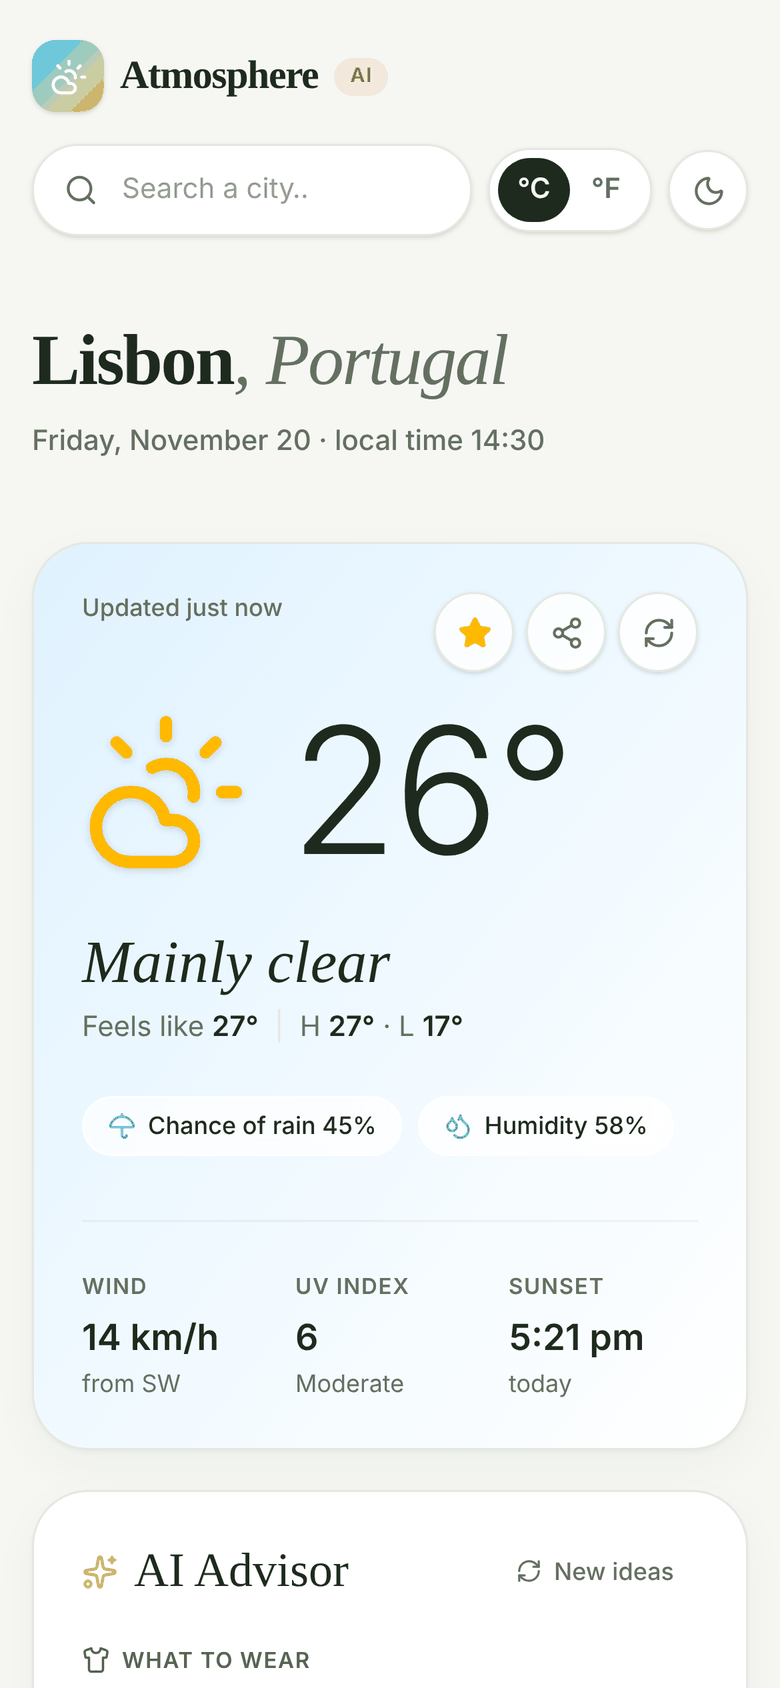 Atmosphere AI
Search a city..
°C °F
Lisbon, Portugal
Friday, November 20 · local time 14:30
Updated just now
26°
Mainly clear
Feels like 27° H 27° · L 17°
Chance of rain 45% Humidity 58%
WIND UV INDEX SUNSET
14 km/h 6 5:21 pm
from SW Moderate today
AI Advisor New ideas
WHAT TO WEAR